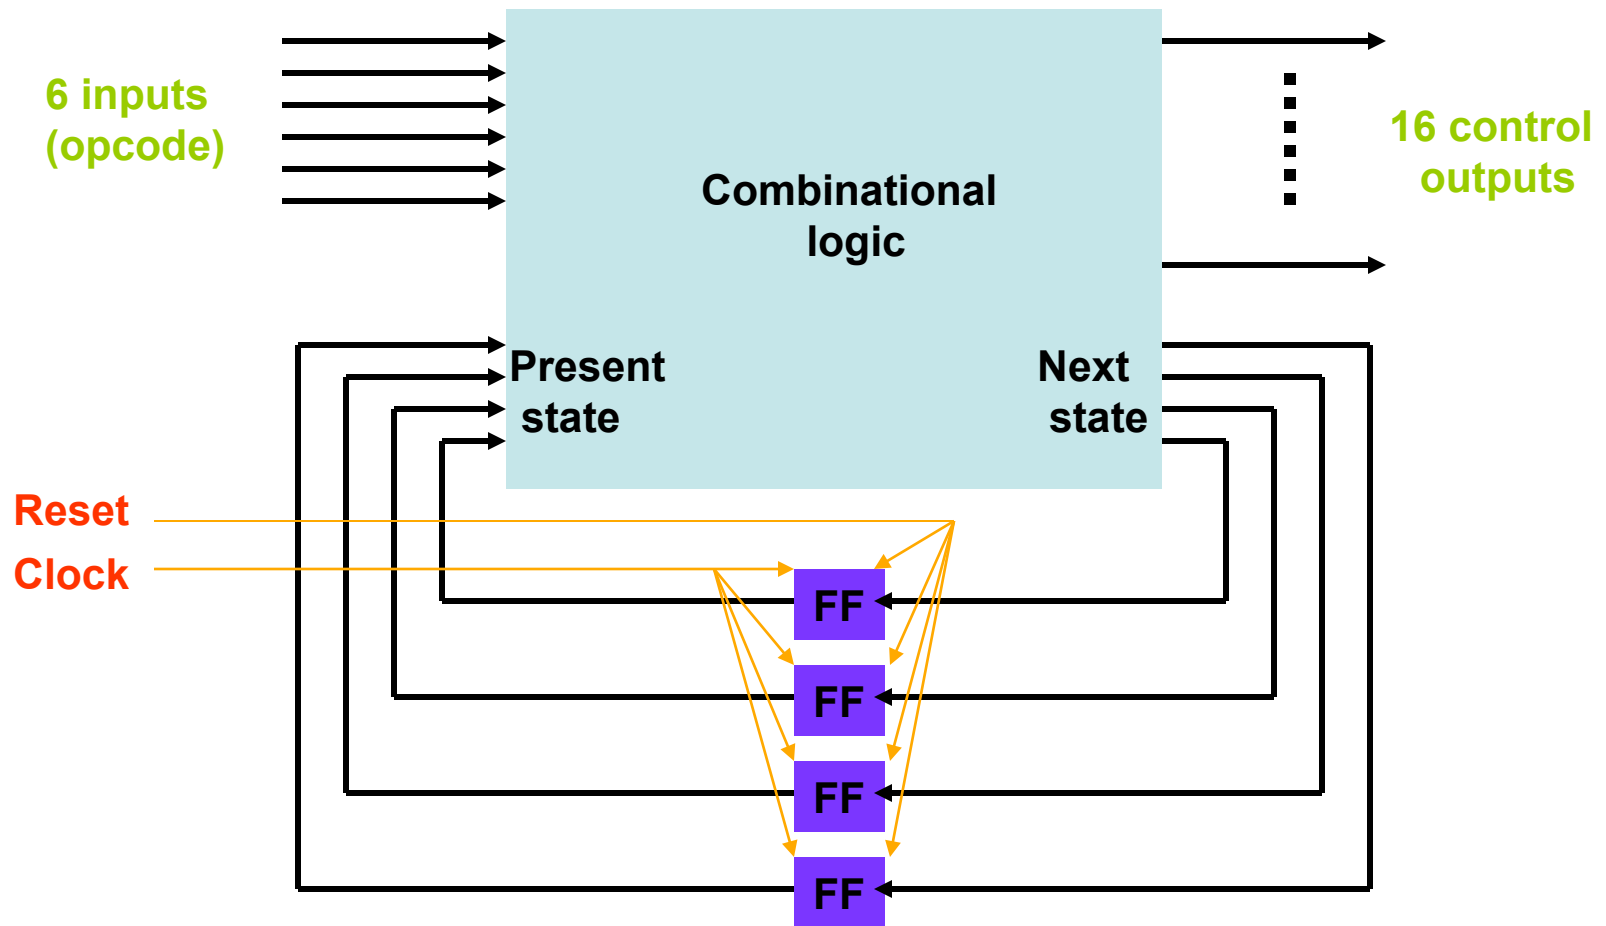 6 inputs
(opcode)
16 control
outputs
Combinational
logic
Present
state
Next
state
Reset
Clock
FF
FF
FF
FF